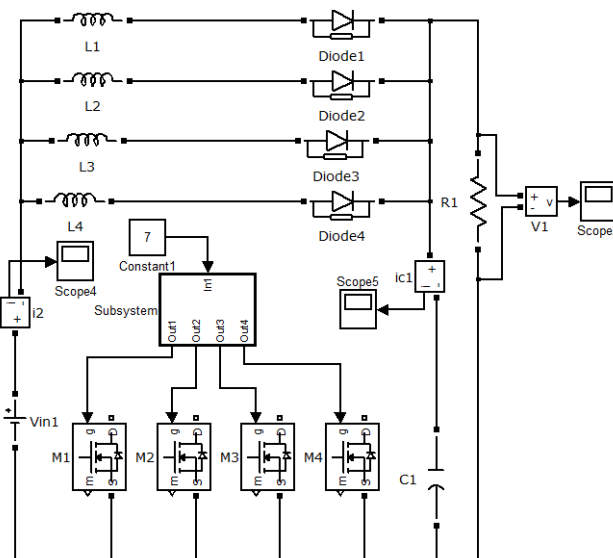 L1
Diode1
L2
Diode2
L3
Diode3
L4
Diode4
R1
+
-
v
V1
Scope
7
Constant1
Scope4
i
-
+
i2
In1
Subsystem
Out1
Out2
Out3
Out4
Scope5
ic1
+
i
-
+
Vin1
M1
g
D
m
S
M2
g
D
m
S
M3
g
D
m
S
M4
g
D
m
S
C1